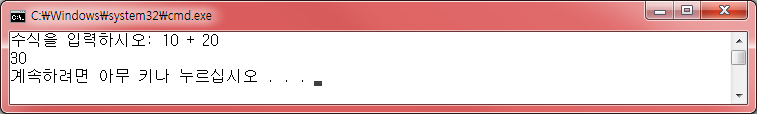 C:₩Windows₩system32₩cmd.exe
수식을 입력하시오: 10 + 20
30
계속하려면 아무 키나 누르십시오 . . .